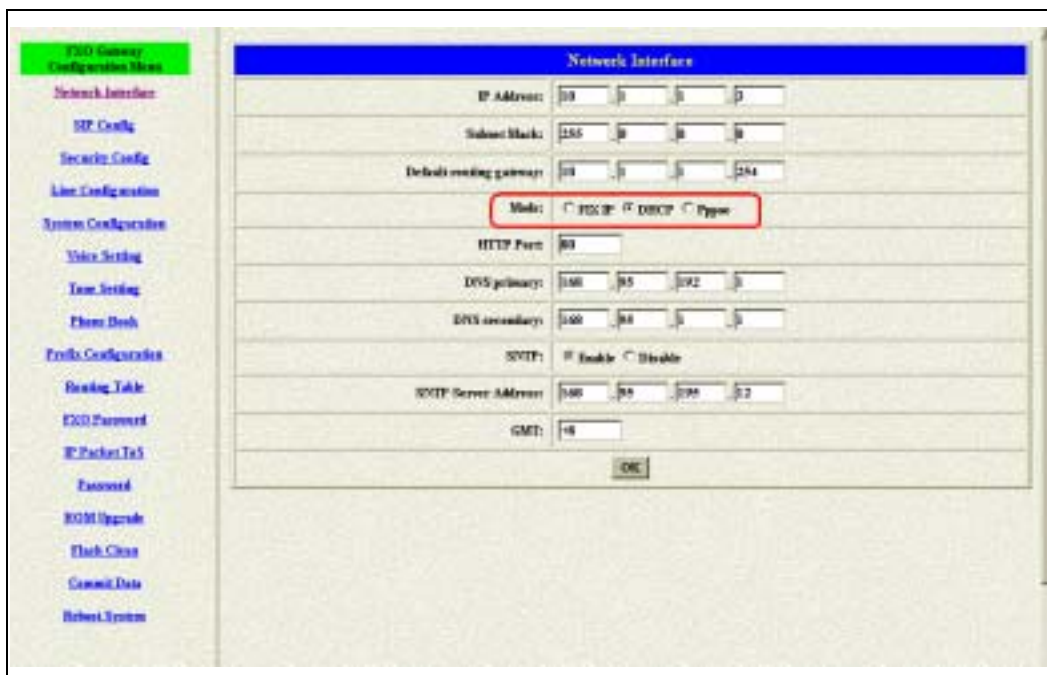 FXO Gateway
Configuration Menu
Network Interface
SIP Config
Security Config
Line Configuration
System Configuration
Voice Setting
Tone Setting
Phone Book
Prefix Configuration
Routing Table
FXO Password
IP Packet ToS
Password
ROM Upgrade
Flash Clean
Commit Data
Reboot System
Network Interface
IP Address: 10 . 1 . 1 . 3
Subnet Mask: 255 . 0 . 0 . 0
Default routing gateway: 10 . 1 . 1 . 254
Mode: FIX IP DHCP Pppoe
HTTP Port: 80
DNS primary: 168 . 95 . 192 . 1
DNS secondary: 168 . 95 . 1 . 1
SNTP: Enable Disable
SNTP Server Address: 168 . 95 . 195 . 12
GMT:
OK